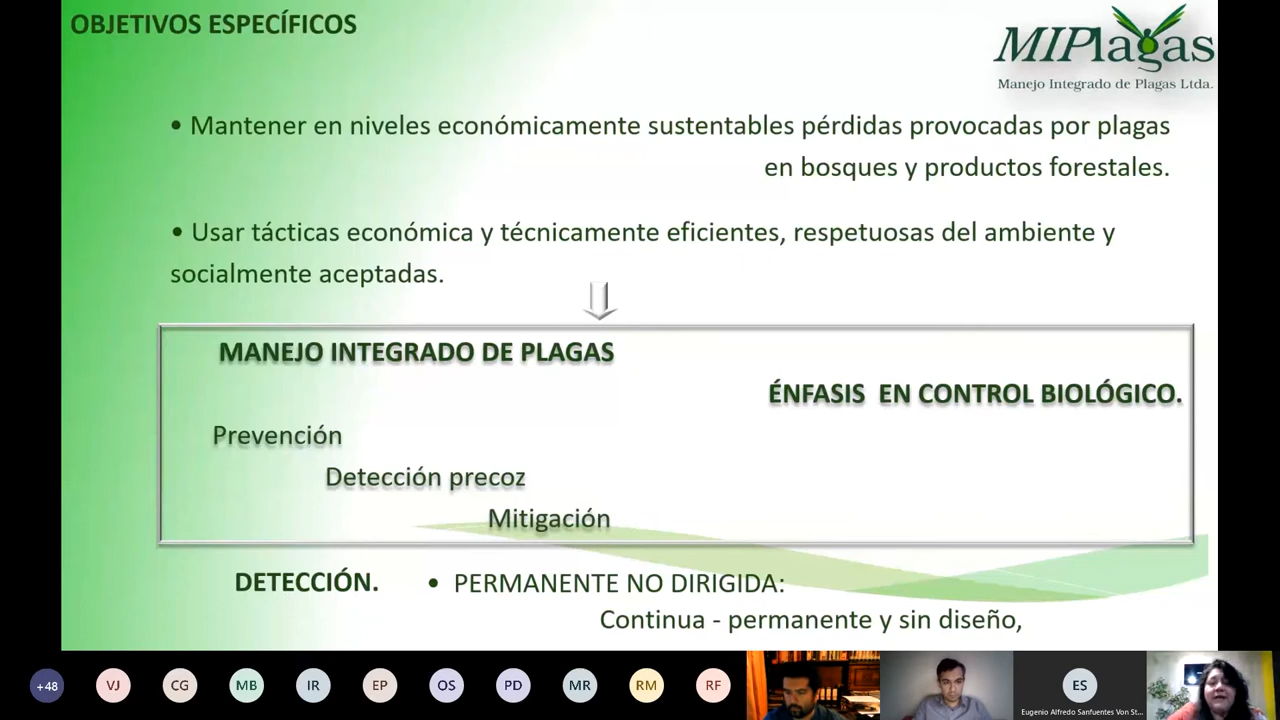 OBJETIVOS ESPECÍFICOS
MIPlagas
Manejo Integrado de Plagas Ltda.
• Mantener en niveles económicamente sustentables pérdidas provocadas por plagas
en bosques y productos forestales.
• Usar tácticas económica y técnicamente eficientes, respetuosas del ambiente y
socialmente aceptadas.
MANEJO INTEGRADO DE PLAGAS
ÉNFASIS EN CONTROL BIOLÓGICO.
Prevención
Detección precoz
Mitigación
DETECCIÓN. • PERMANENTE NO DIRIGIDA:
Continua - permanente y sin diseño,
+48 VJ CG MB IR EP OS PD MR RM RF ES
Eugenio Alfredo Sanfuentes Von St...